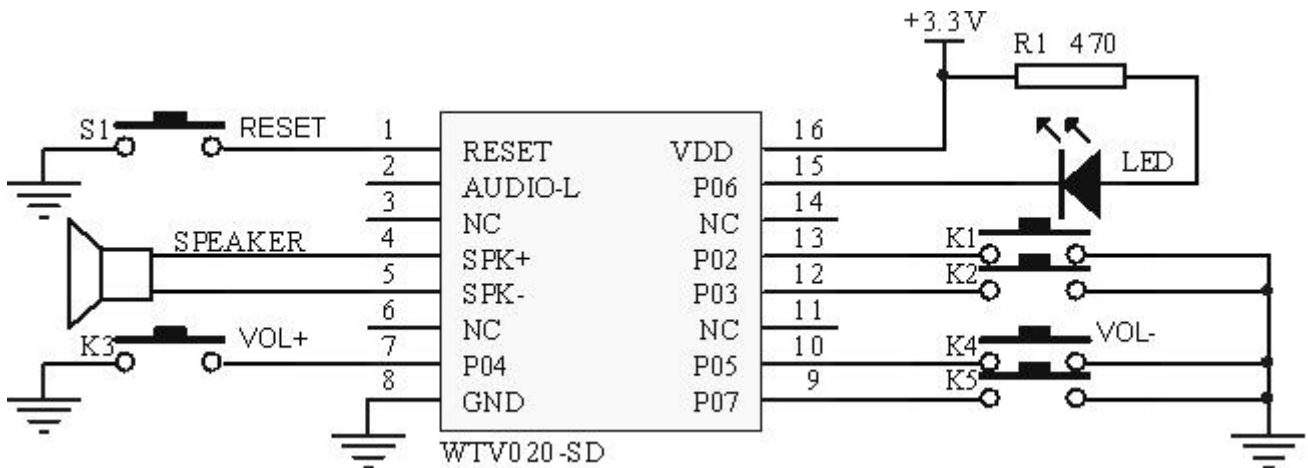 +3.3V
R1 470
S1 RESET 1 16
RESET VDD
2 15 LED
AUDIO-L P06
3 14
NC NC
SPEAKER 4 13 K1
SPK+ P02
5 12 K2
SPK- P03
6 11
NC NC
K3 VOL+ 7 10 K4 VOL-
P04 P05
8 9 K5
GND P07
WTV020-SD